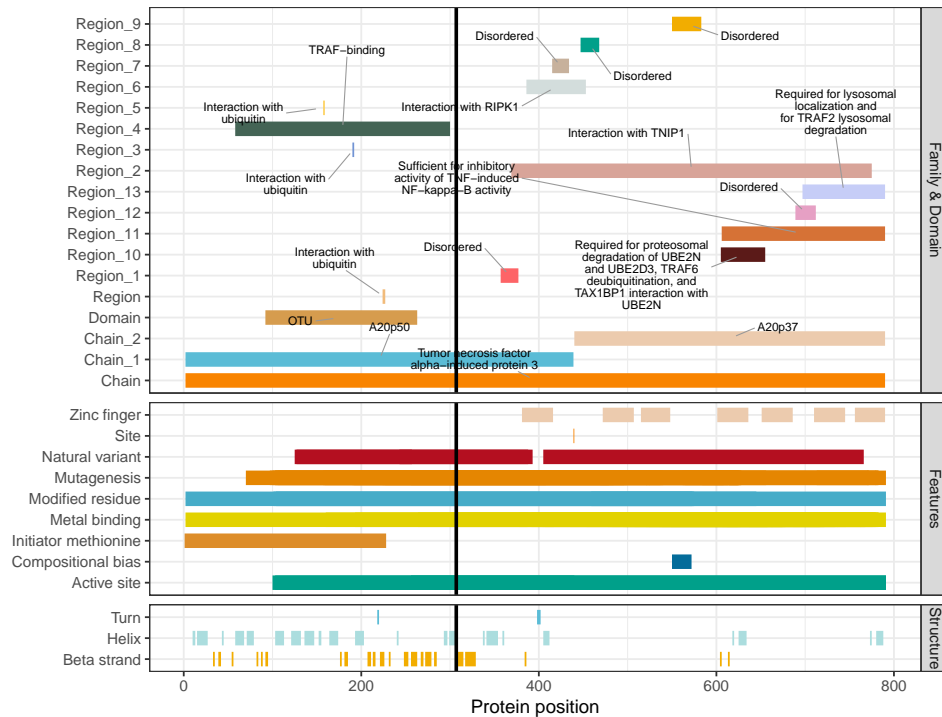 Region_9
Region_8
Region_7
Region_6
Region_5
Region_4
Region_3
Region_2
Region_13
Region_12
Region_11
Region_10
Region_1
Region
Domain
Chain_2
Chain_1
Chain
Disordered
Disordered
Disordered
TRAF-binding
Interaction with RIPK1
Interaction with
ubiquitin
Required for lysosomal
localization and
for TRAF2 lysosomal
degradation
Interaction with TNIP1
Interaction with
ubiquitin
Sufficient for inhibitory
activity of TNF-induced
NF-kappa-B activity
Disordered
Interaction with
ubiquitin
Disordered
Required for proteosomal
degradation of UBE2N
and UBE2D3, TRAF6
deubiquitination, and
TAX1BP1 interaction with
UBE2N
OTU
A20p50
A20p37
Tumor necrosis factor
alpha-induced protein 3
Family & Domain
Zinc finger
Site
Natural variant
Mutagenesis
Modified residue
Metal binding
Initiator methionine
Compositional bias
Active site
Features
Turn
Helix
Beta strand
Structure
0
200
400
600
800
Protein position